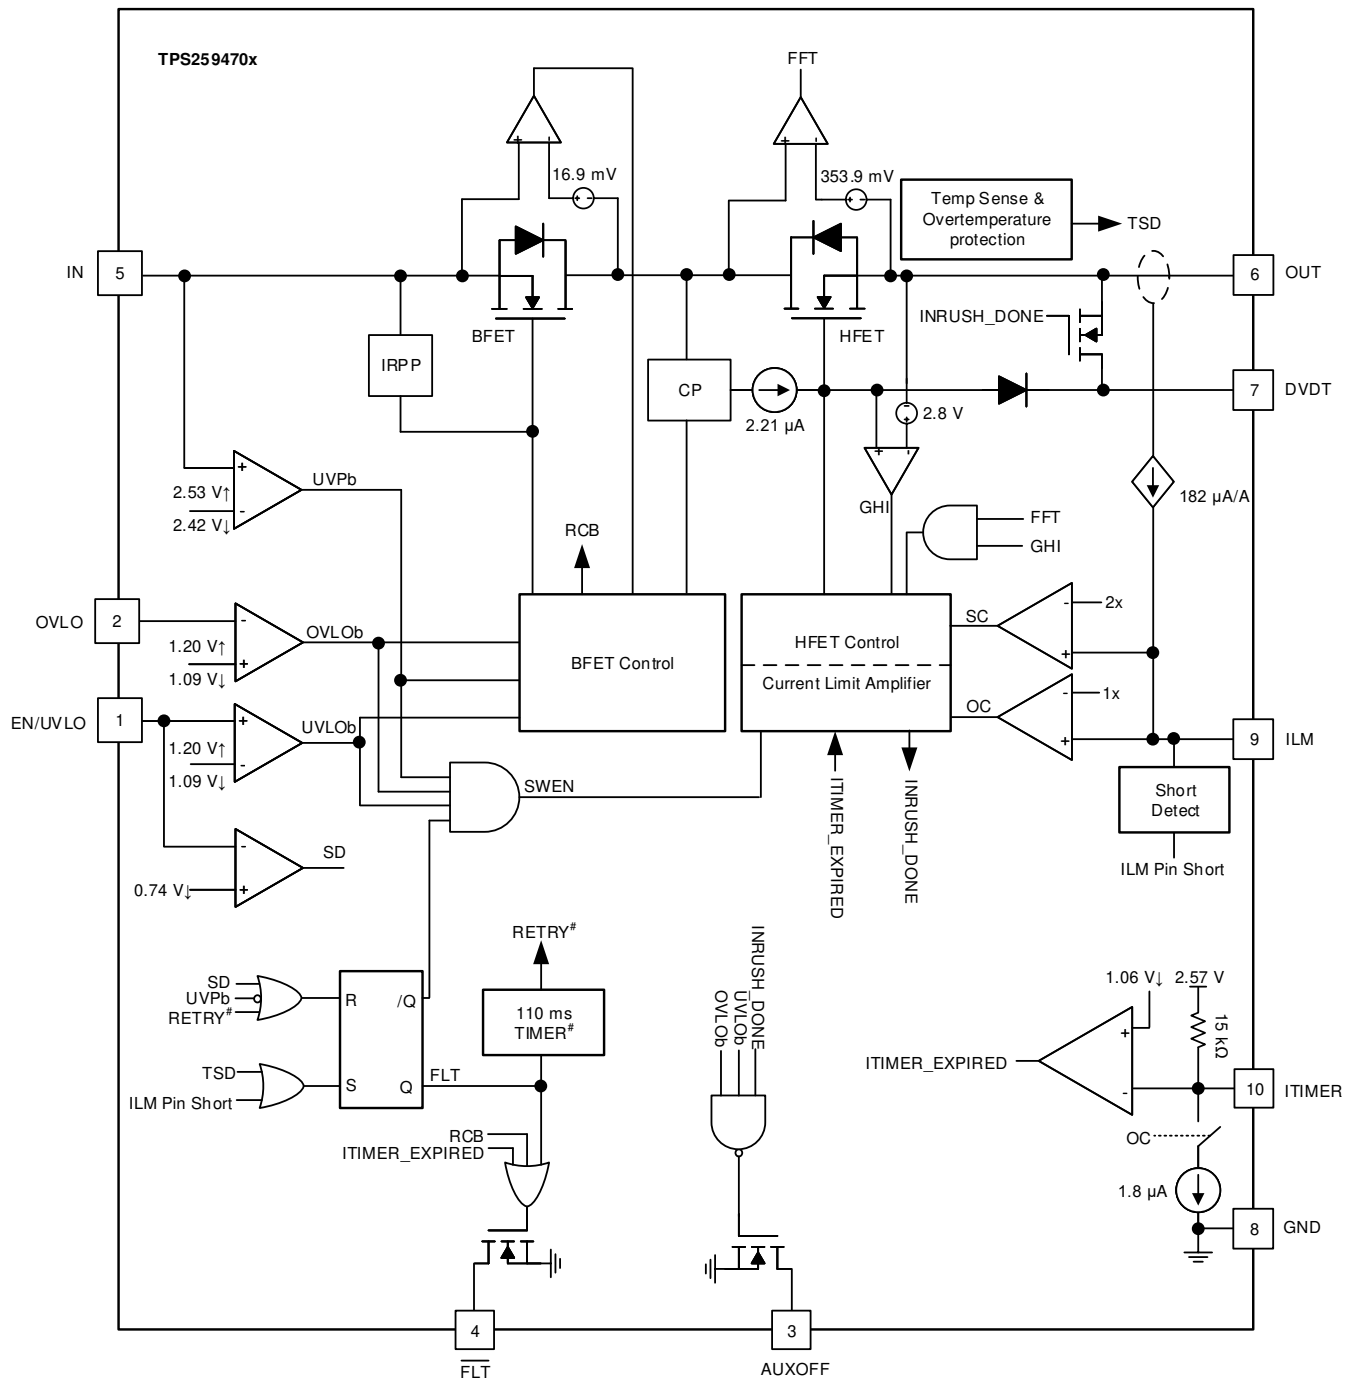 TPS259470x
FFT
16.9 mV
353.9 mV
Temp Sense &
Overtemperature
protection
TSD
IN
5
BFET
HFET
INRUSH_DONE
6
OUT
IRPP
CP
2.21 µA
2.8 V
7
DVDT
+
-
+
-
+
-
+
-
+
-
+
-
2.53 V↑
2.42 V↓
+
-
UVPb
GHI
182 µA/A
RCB
FFT
GHI
OVLO
2
1.20 V↑
1.09 V↓
-
+
OVLOb
BFET Control
HFET Control
Current Limit Amplifier
SC
-
+
2x
EN/UVLO
1
1.20 V↑
1.09 V↓
+
-
UVLOb
OC
-
+
1x
9
ILM
SWEN
ITIMER_EXPIRED
INRUSH_DONE
Short
Detect
ILM Pin Short
0.74 V↓
-
+
SD
RETRY#
110 ms
TIMER#
SD
UVPb
RETRY#
R
/Q
TSD
ILM Pin Short
S
Q
FLT
OVLOb
UVLOb
INRUSH_DONE
1.06 V↓
2.57 V
15 kΩ
ITIMER_EXPIRED
+
-
10
ITIMER
RCB
ITIMER_EXPIRED
OC
1.8 µA
8
GND
4
FLT
3
AUXOFF